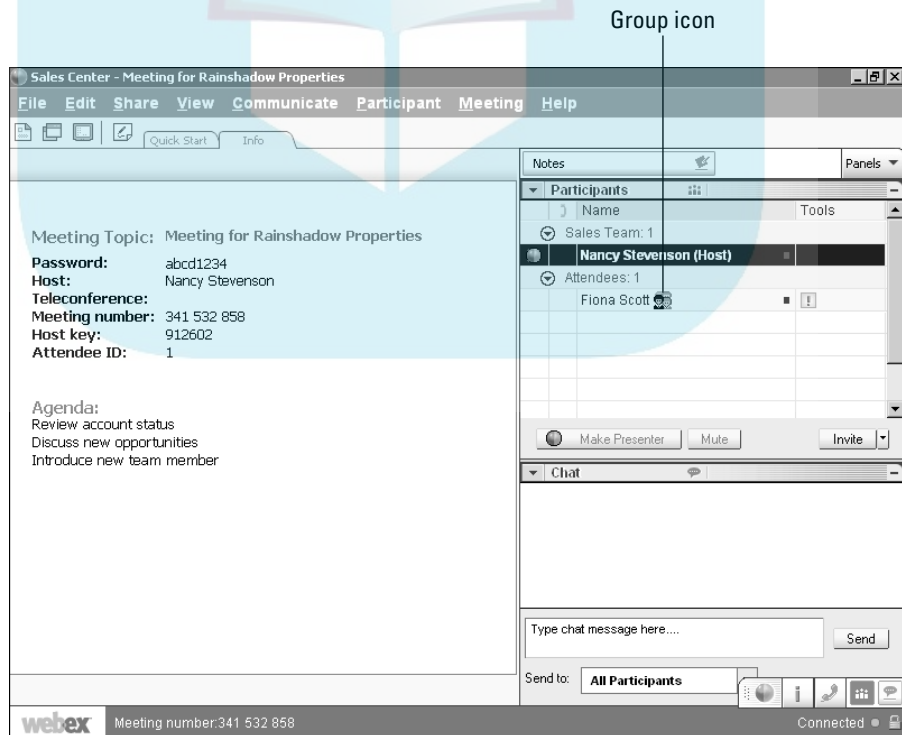 Group icon
Sales Center - Meeting for Rainshadow Properties
File Edit Share View Communicate Participant Meeting Help
Quick Start Info
Notes Panels
Participants
Name Tools
Sales Team: 1
Nancy Stevenson (Host)
Attendees: 1
Fiona Scott
Make Presenter Mute Invite
Chat
Type chat message here....
Send
Send to: All Participants
Meeting Topic: Meeting for Rainshadow Properties
Password: abcd1234
Host: Nancy Stevenson
Teleconference:
Meeting number: 341 532 858
Host key: 912602
Attendee ID: 1
Agenda:
Review account status
Discuss new opportunities
Introduce new team member
webex Meeting number:341 532 858 Connected